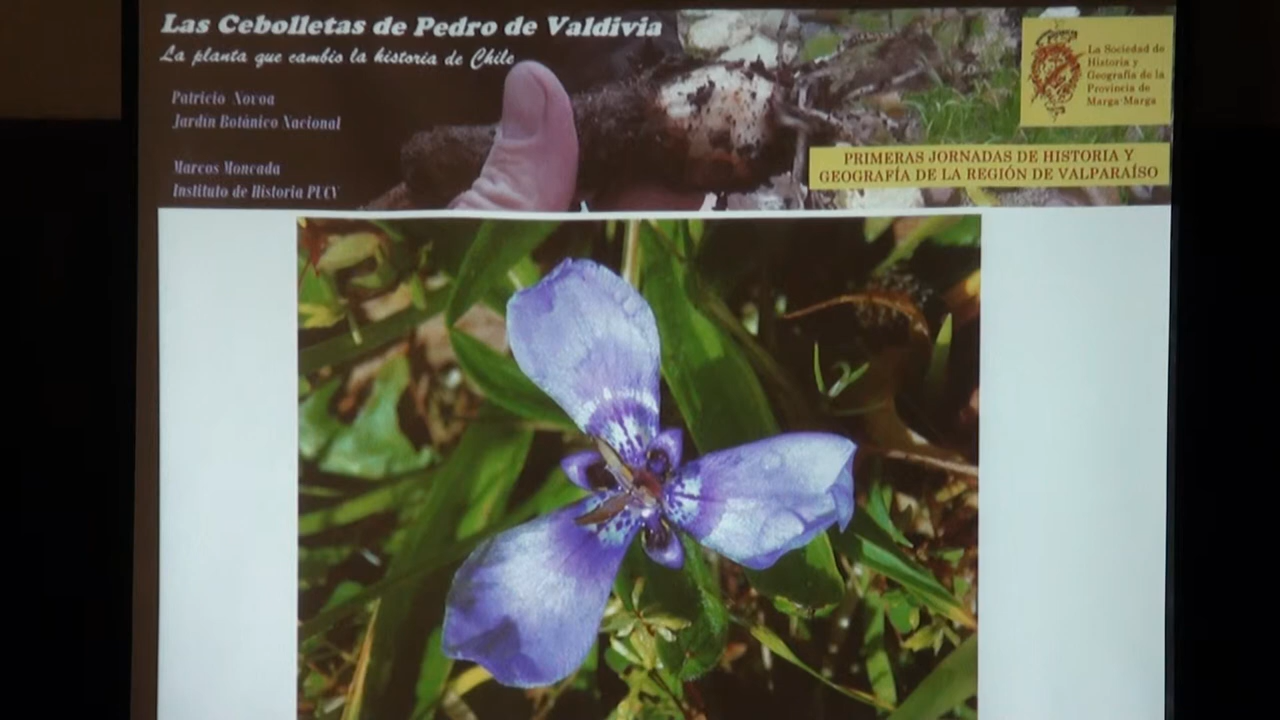 Las Cebolletas de Pedro de Valdivia
La planta que cambio la historia de Chile
Patricio Novoa
Jardín Botánico Nacional
Marcos Moncada
Instituto de Historia PUCV
La Sociedad de
Historia y
Geografía de la
Provincia de
Marga-Marga
PRIMERAS JORNADAS DE HISTORIA Y
GEOGRAFÍA DE LA REGIÓN DE VALPARAÍSO